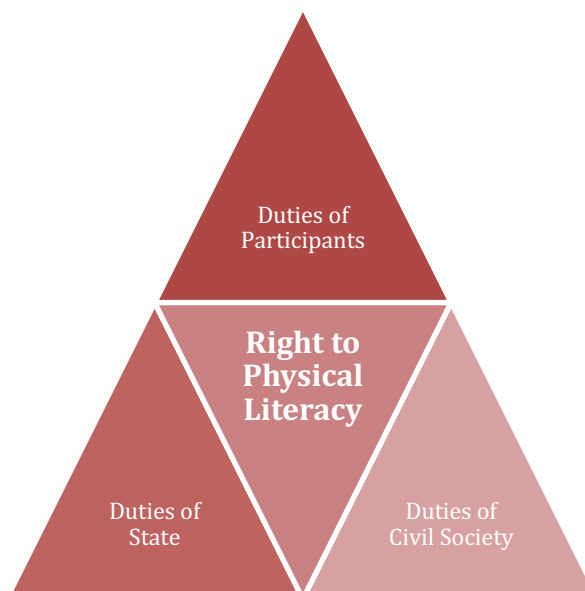 Duties of
Participants
Right to
Physical
Literacy
Duties of
State
Duties of
Civil Society